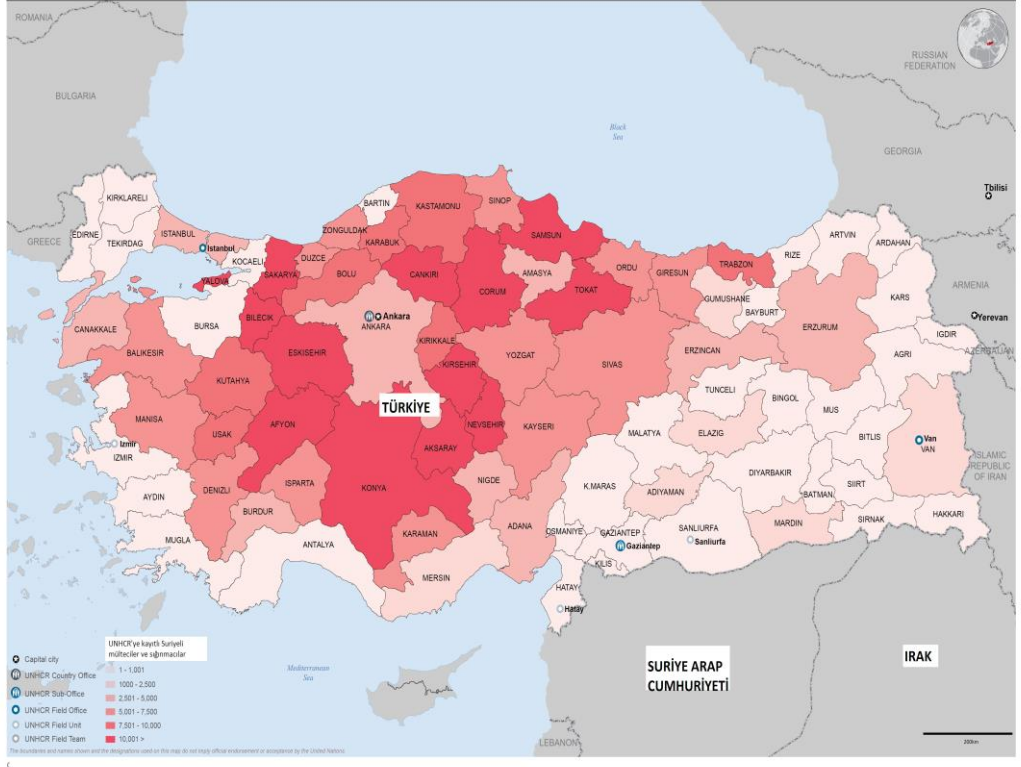 ROMANIA
RUSSIAN
FEDERATION
BULGARIA
Black
Sea
GEORGIA
Tbilisi
KIRKLARELI
BARTIN
KASTAMONU
SINOP
EDIRNE
TEKIRDAG
ISTANBUL
Istanbul
ZONGULDAK
KARABUK
SAMSUN
ARTVIN
ARDAHAN
GREECE
KOCAELI
SAKARYA
DUZCE
BOLU
CANKIRI
CORUM
AMASYA
TOKAT
ORDU
GIRESUN
TRABZON
RIZE
YALOVA
GUMUSHANE
BAYBURT
KARS
ARMENIA
Yerevan
BURSA
BILECIK
Ankara
ANKARA
CANAKKALE
BALIKESIR
ESKISEHIR
KIRIKKALE
KIRSEHIR
YOZGAT
SIVAS
ERZINCAN
ERZURUM
IGDIR
AGRI
AZERBAIJAN
KUTAHYA
TUNCELI
BINGOL
MUS
TÜRKİYE
MANISA
USAK
AFYON
NEVSEHIR
KAYSERI
MALATYA
ELAZIG
BITLIS
Van
VAN
Izmir
IZMIR
AKSARAY
ISLAMIC
REPUBLIC
OF IRAN
AYDIN
DENIZLI
ISPARTA
KONYA
NIGDE
K.MARAS
ADIYAMAN
DIYARBAKIR
BATMAN
SIIRT
BURDUR
HAKKARI
MUGLA
ANTALYA
KARAMAN
ADANA
OSMANIYE
GAZIANTEP
Gaziantep
SANLIURFA
Sanliurfa
MARDIN
SIRNAK
MERSIN
KILIS
HATAY
Hatay
UNHCR'ye kayıtlı Suriyeli
mülteciler ve sığınmacılar
Capital city
UNHCR Country Office
UNHCR Sub-Office
UNHCR Field Office
UNHCR Field Unit
UNHCR Field Team
1 - 1,001
1000 - 2,500
2,501 - 5,000
5,001 - 7,500
7,501 - 10,000
10,001 >
Mediterranean
Sea
SURİYE ARAP
CUMHURİYETİ
IRAK
LEBANON
200km
The boundaries and names shown and the designations used on this map do not imply official endorsement or acceptance by the United Nations